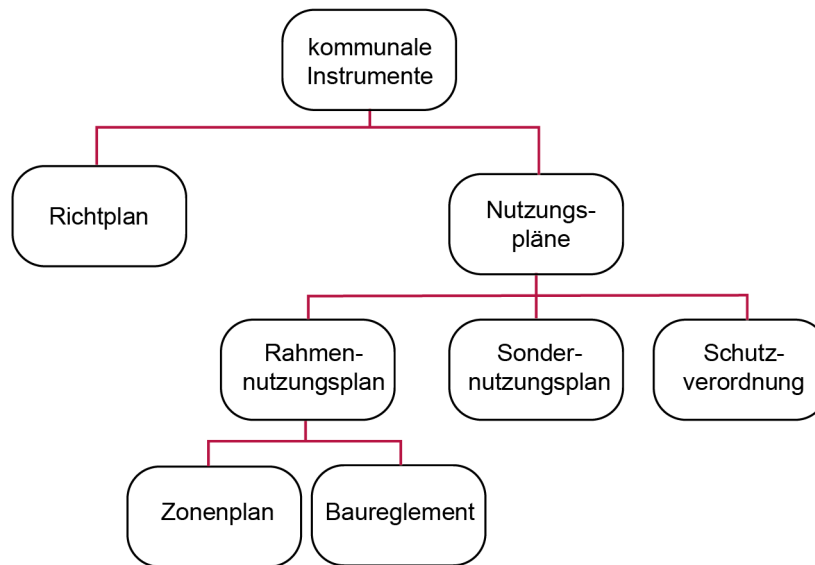 kommunale
Instrumente
Richtplan
Nutzungs-
pläne
Rahmen-
nutzungsplan
Sonder-
nutzungsplan
Schutz-
verordnung
Zonenplan
Baureglement